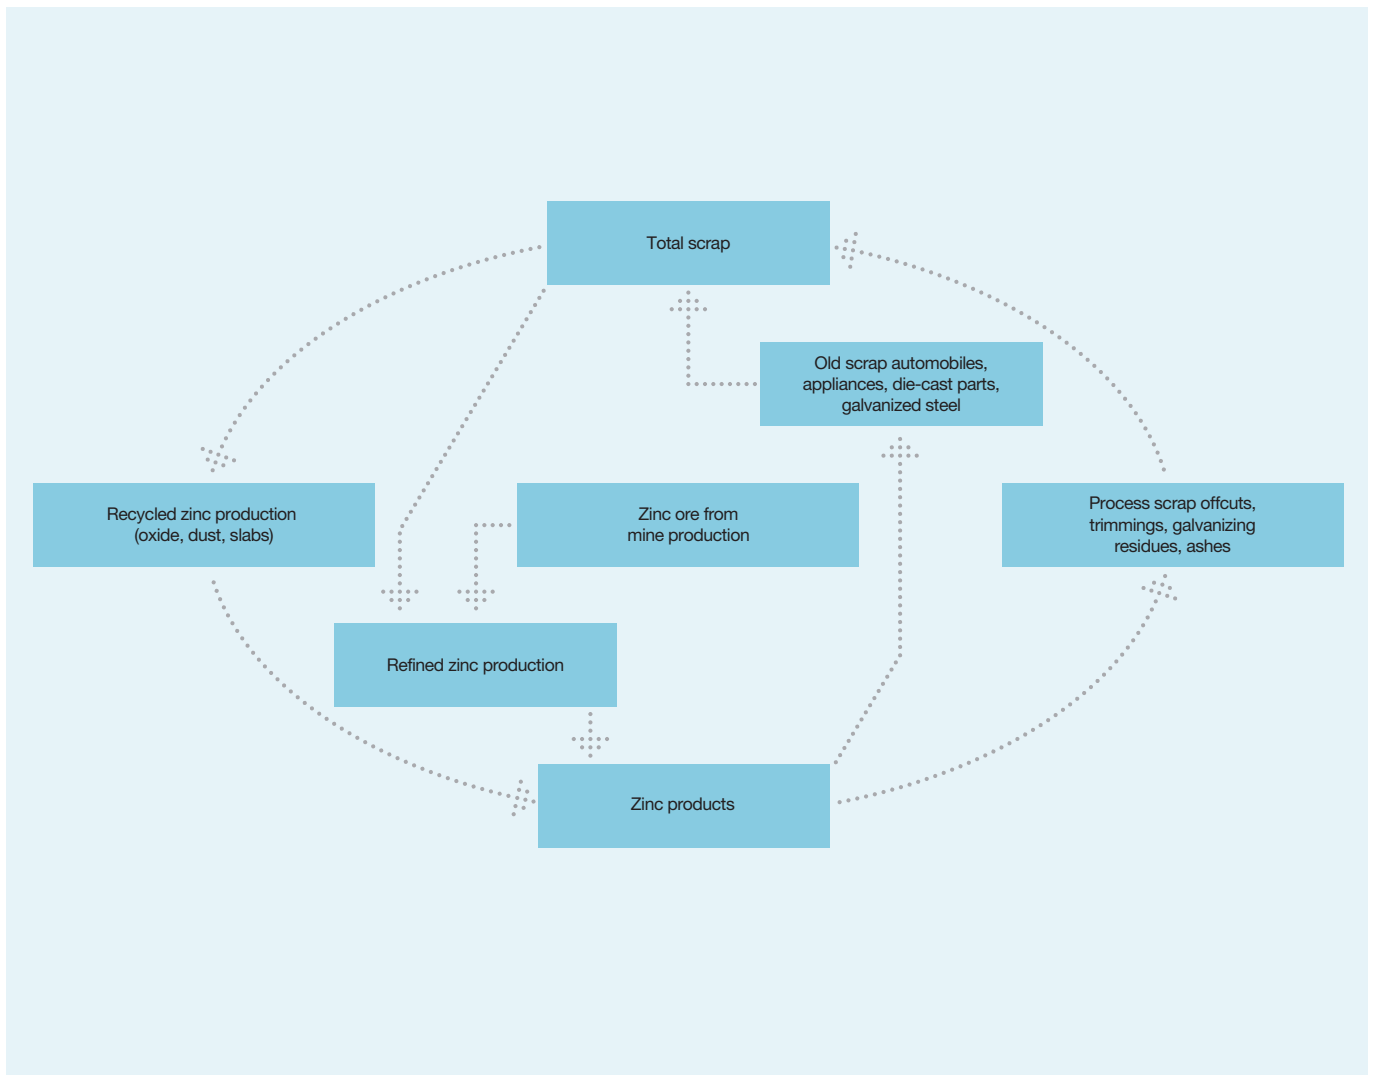 Total scrap
Old scrap automobiles,
appliances, die-cast parts,
galvanized steel
Recycled zinc production
(oxide, dust, slabs)
Zinc ore from
mine production
Process scrap offcuts,
trimmings, galvanizing
residues, ashes
Refined zinc production
Zinc products